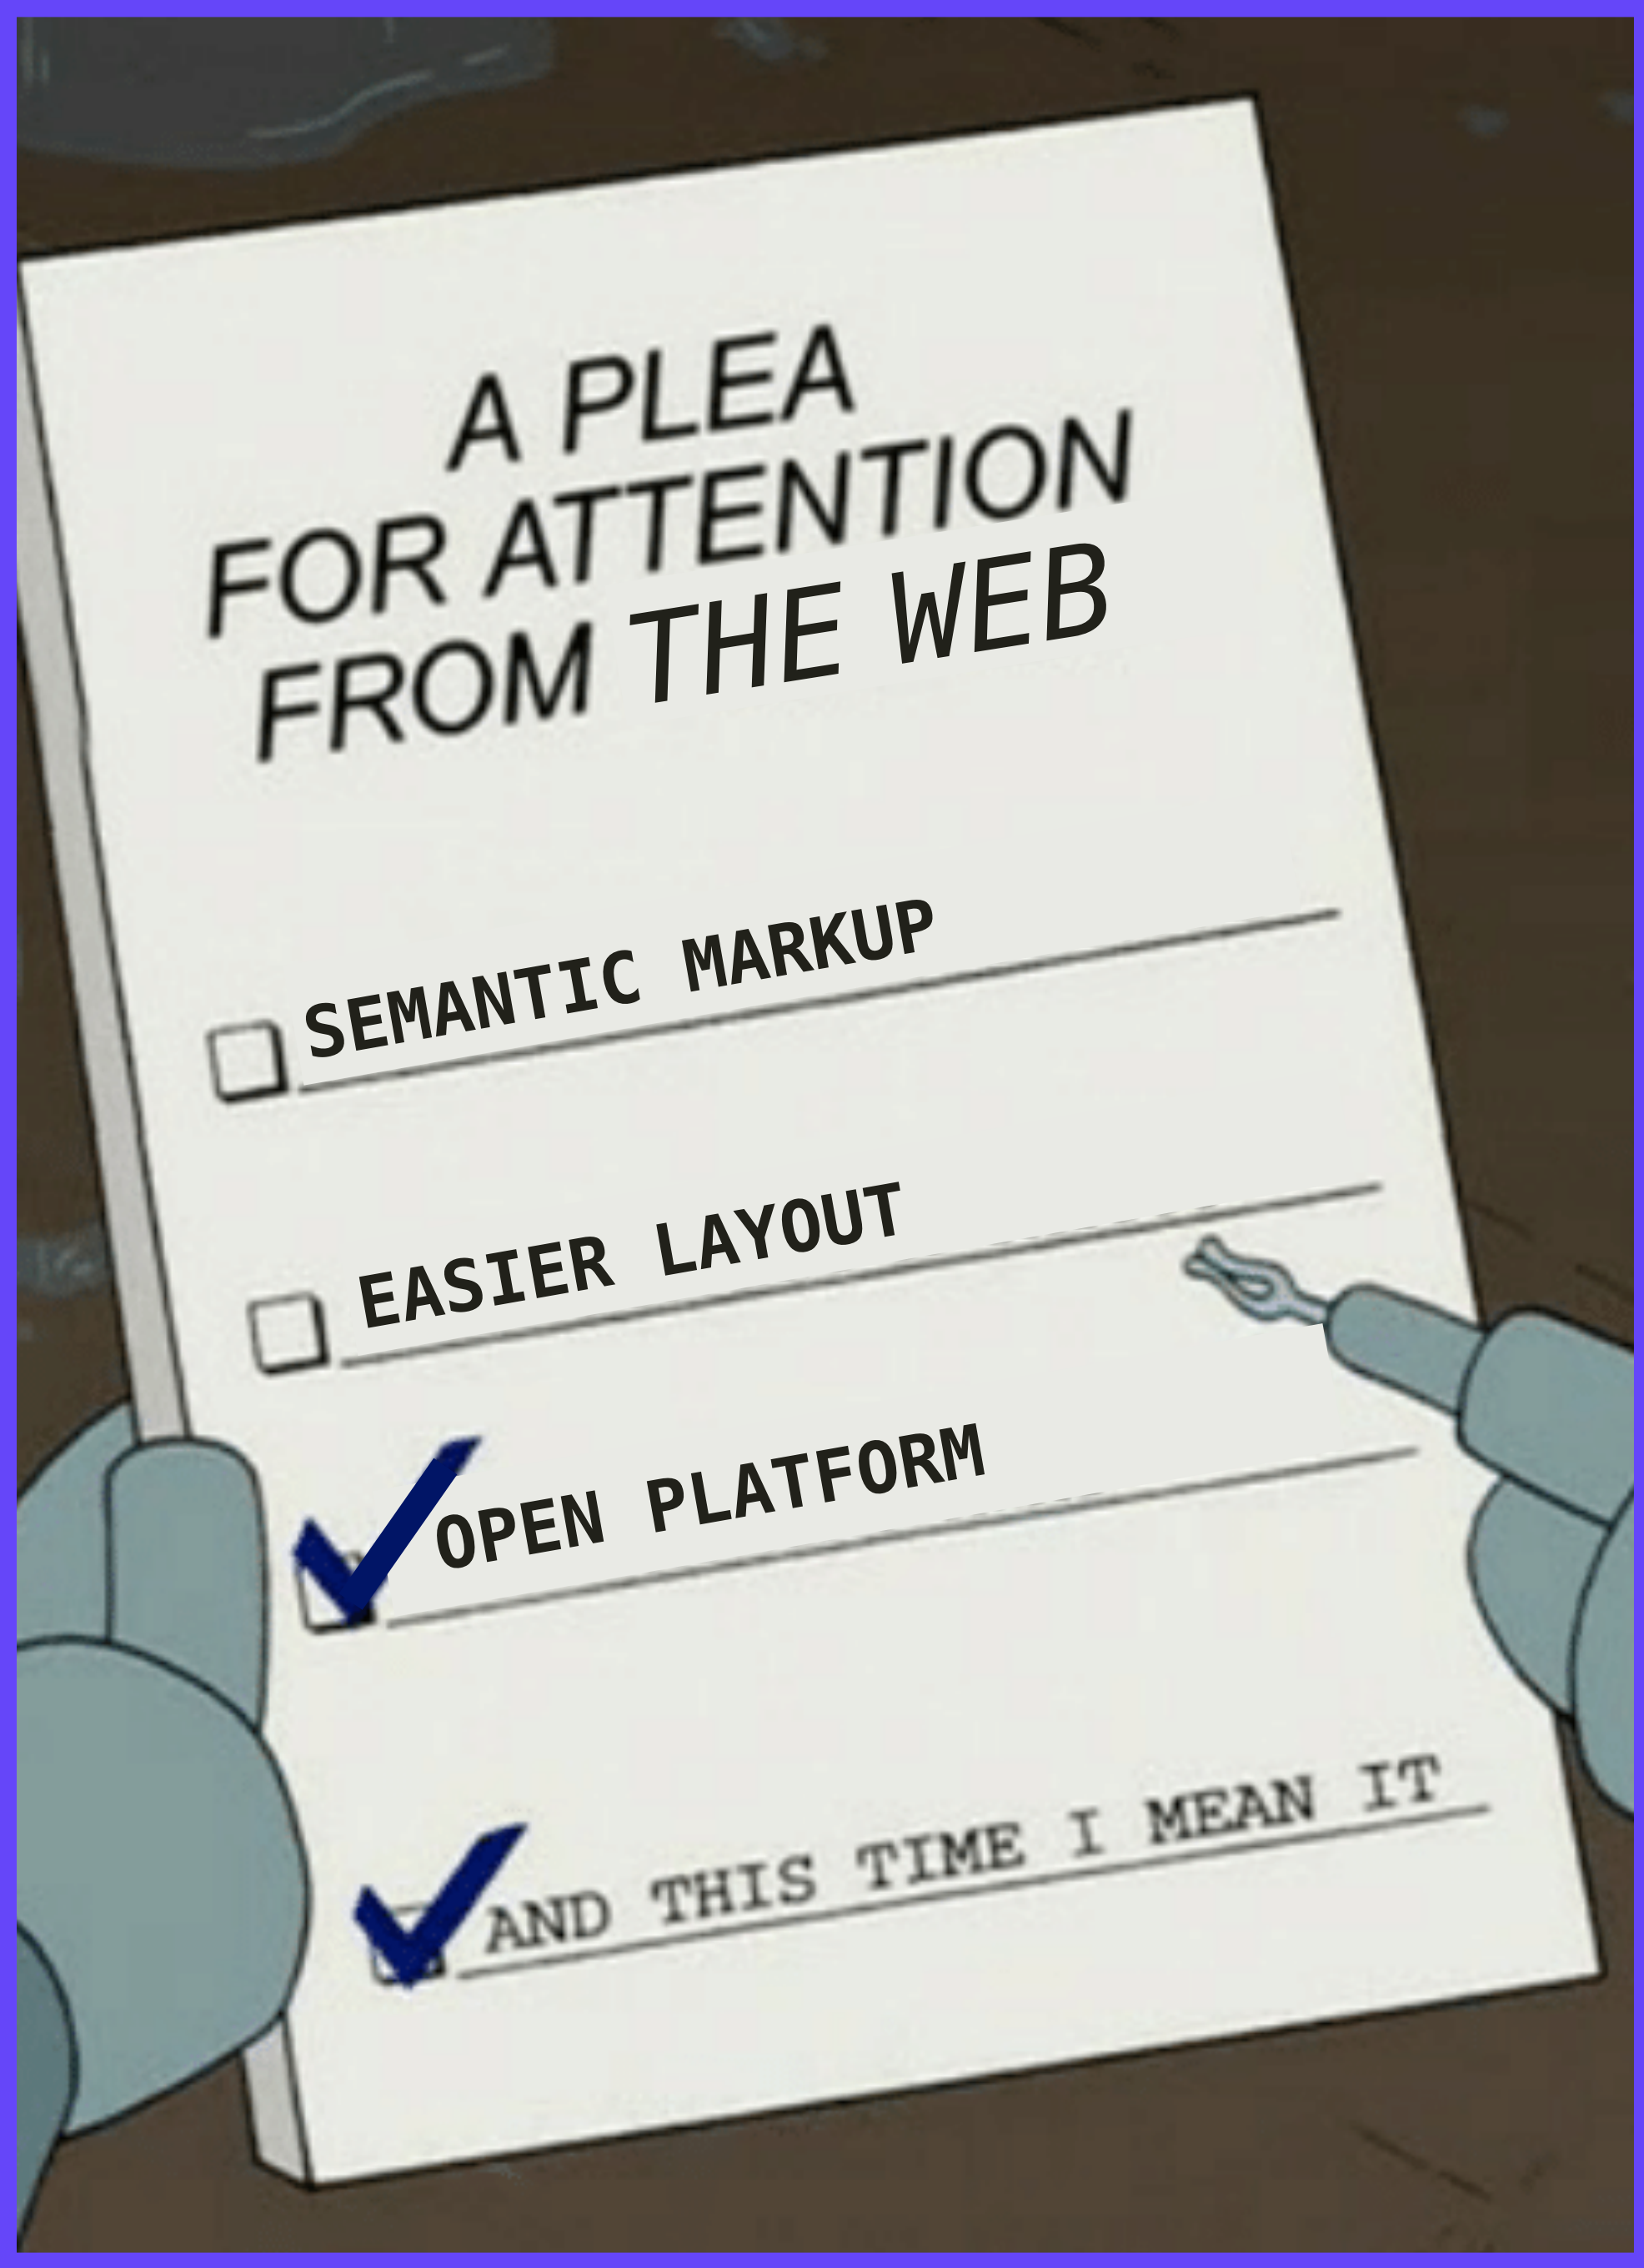 A PLEA
FOR ATTENTION
FROM THE WEB
SEMANTIC MARKUP
EASIER LAYOUT
OPEN PLATFORM
AND THIS TIME I MEAN IT